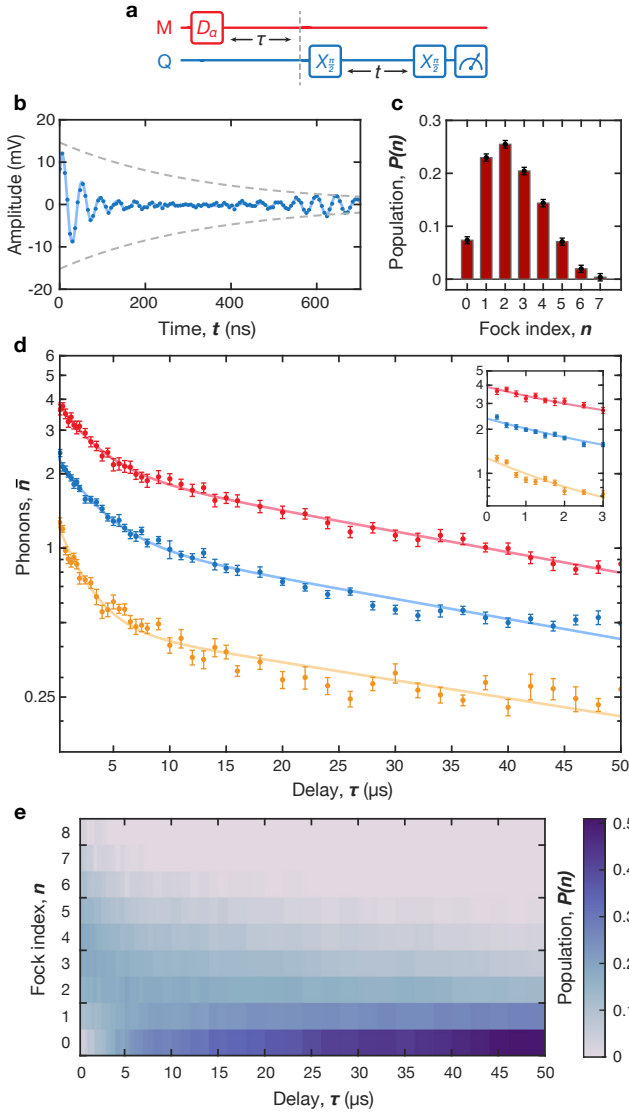 a
M
D_α
τ
Q
X_π/2
t
X_π/2
b
Amplitude (mV)
20
10
0
-10
-20
0
200
400
600
Time, t (ns)
c
Population, P(n)
0.3
0.2
0.1
0
0 1 2 3 4 5 6 7
Fock index, n
d
Phonons, n̄
6
5
4
3
2
1
0.25
5 10 15 20 25 30 35 40 45 50
Delay, τ (μs)
5
4
3
2
1
0 1 2 3
e
Fock index, n
8
7
6
5
4
3
2
1
0
0 5 10 15 20 25 30 35 40 45 50
Delay, τ (μs)
Population, P(n)
0.5
0.4
0.3
0.2
0.1
0